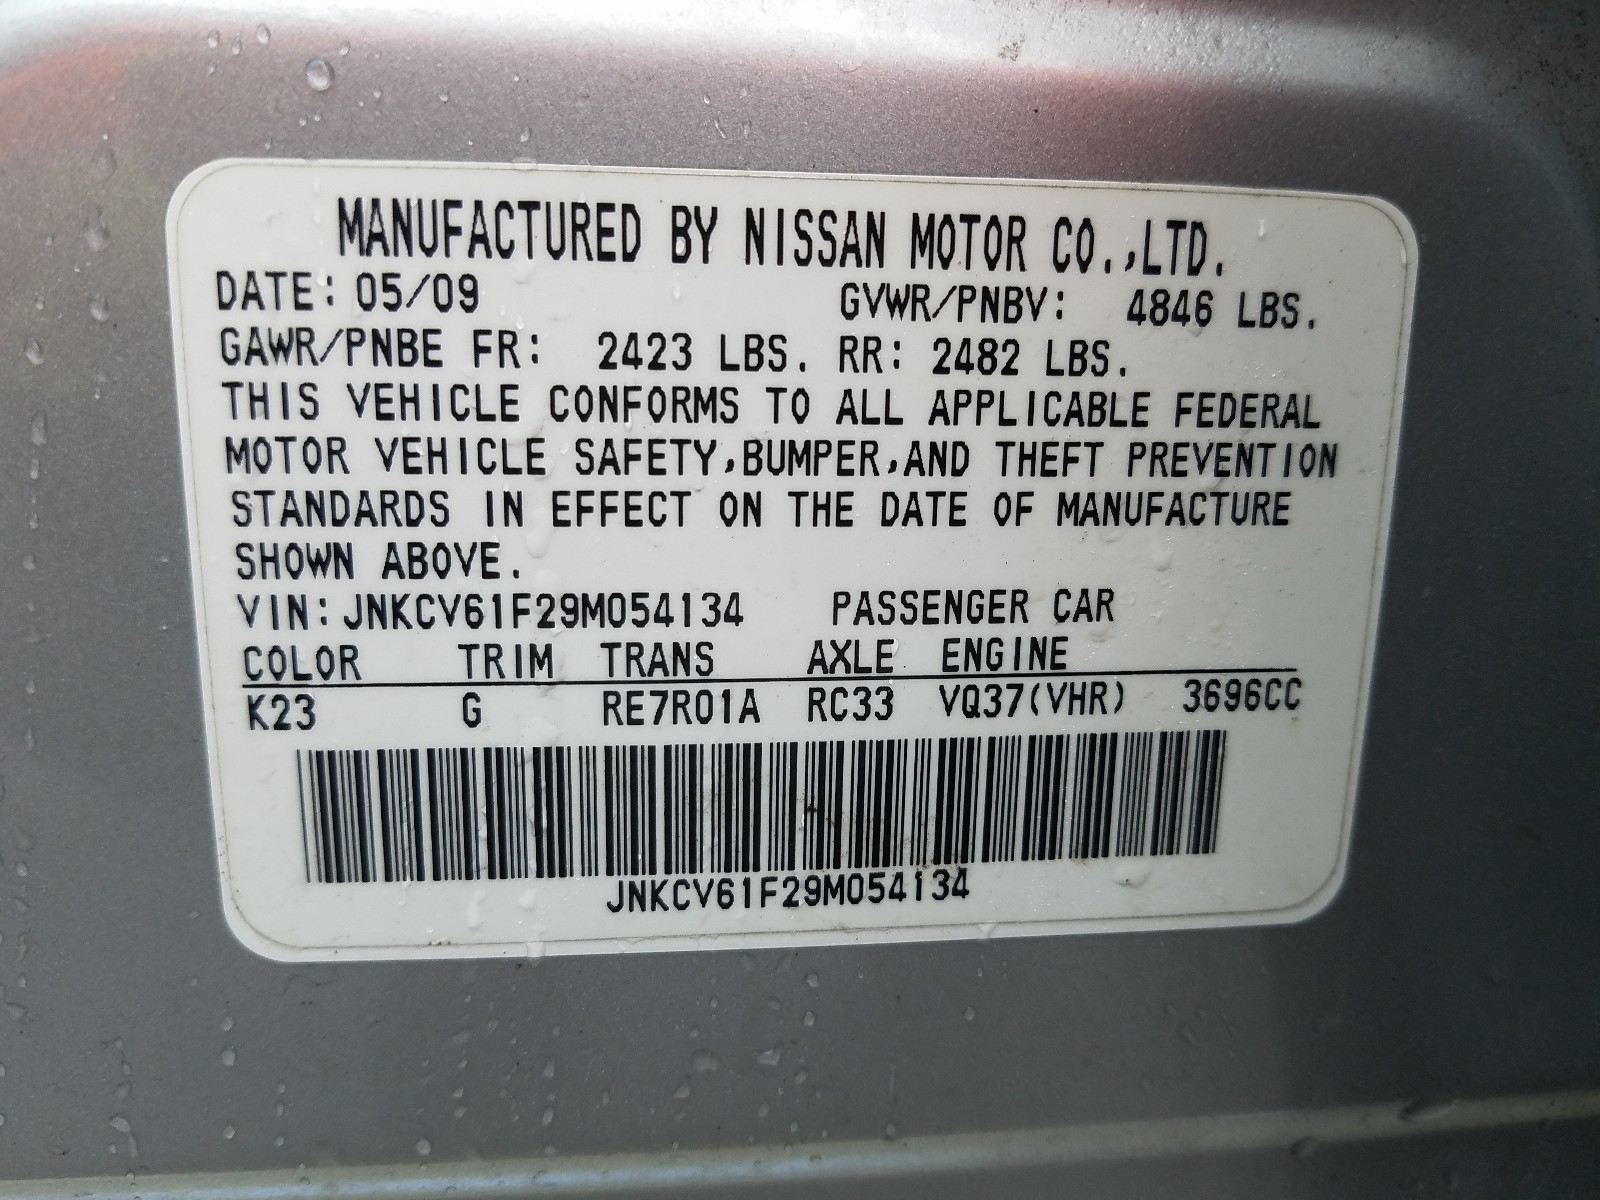 MANUFACTURED BY NISSAN MOTOR CO.,LTD.
DATE: 05/09 GVWR/PNBV: 4846 LBS.
GAWR/PNBE FR: 2423 LBS. RR: 2482 LBS.
THIS VEHICLE CONFORMS TO ALL APPLICABLE FEDERAL
MOTOR VEHICLE SAFETY,BUMPER,AND THEFT PREVENTION
STANDARDS IN EFFECT ON THE DATE OF MANUFACTURE
SHOWN ABOVE.
VIN:JNKCV61F29M054134 PASSENGER CAR
COLOR TRIM TRANS AXLE ENGINE
K23 G RE7R01A RC33 VQ37(VHR) 3696CC
JNKCV61F29M054134